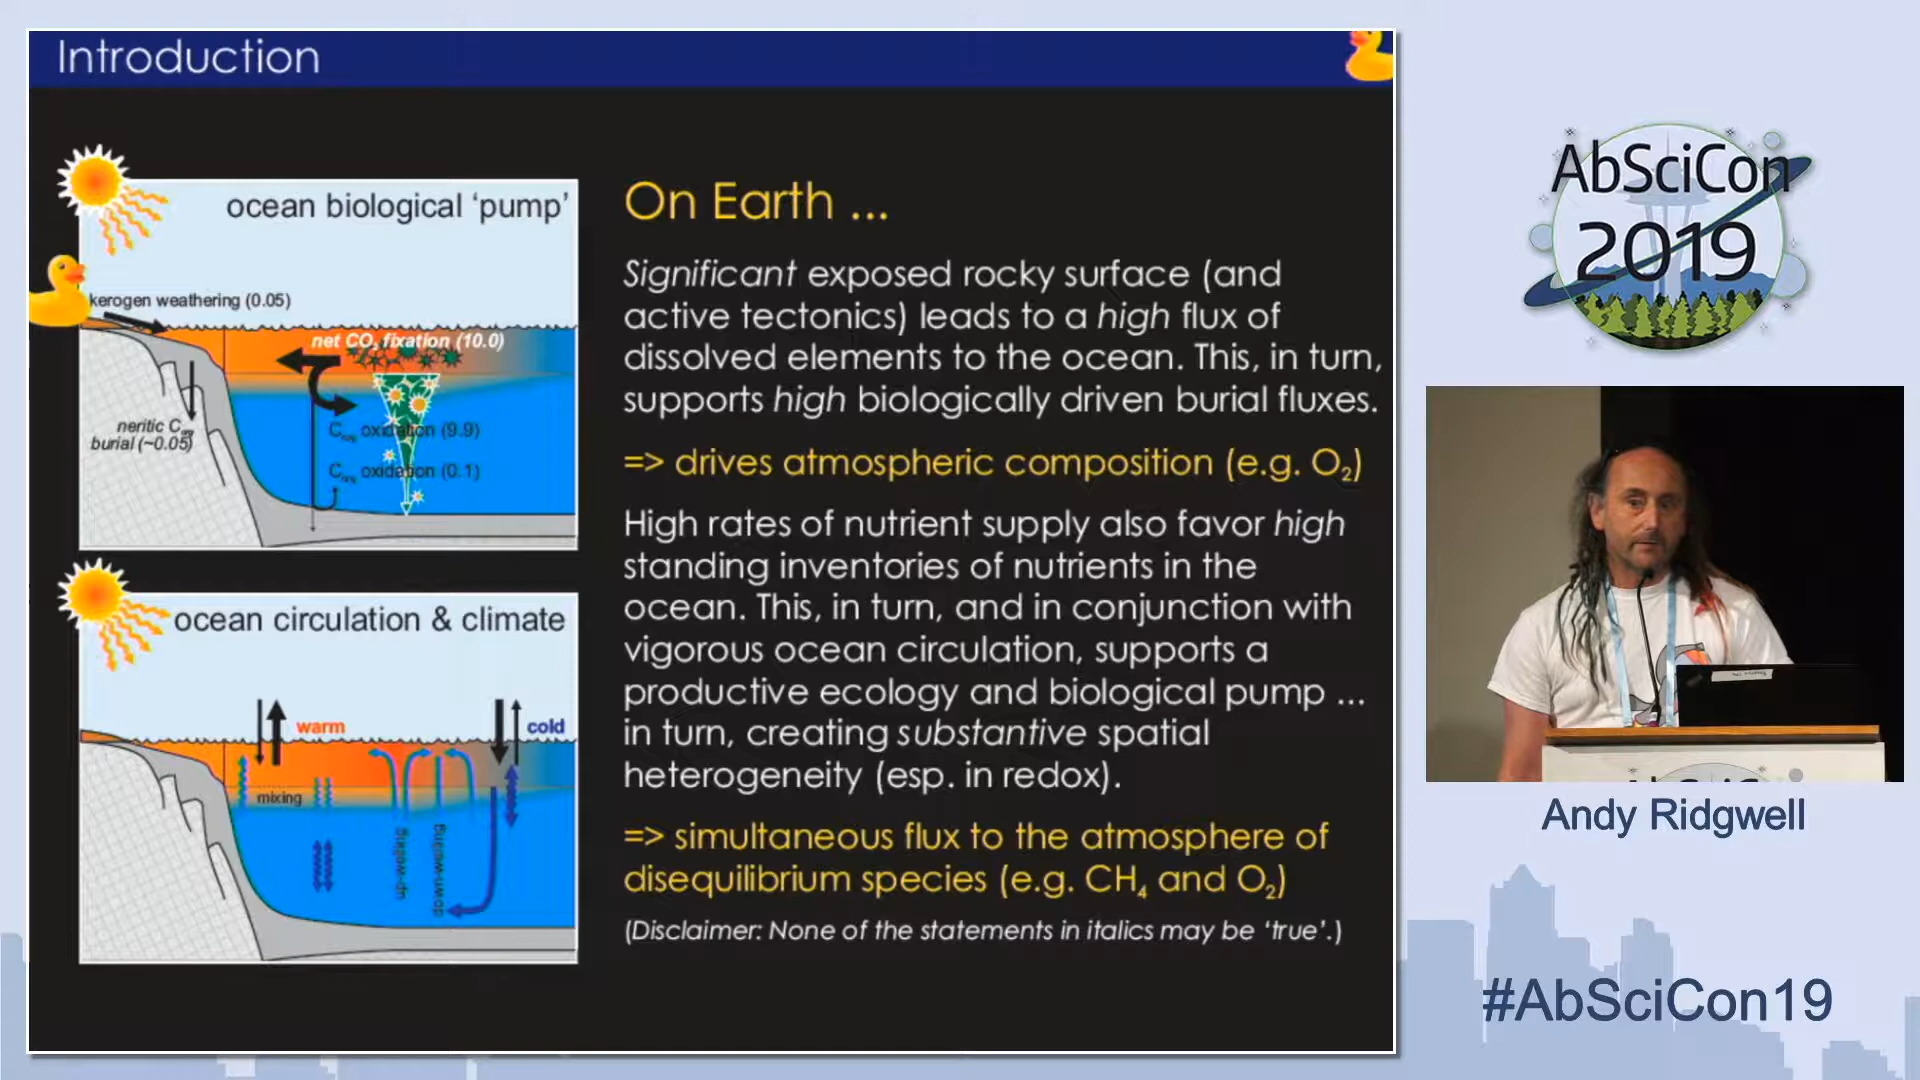 Introduction
ocean biological ‘pump’
kerogen weathering (0.05)
net CO₂ fixation (10.0)
neritic Corg
burial (~0.05)
Corg oxidation (9.9)
Corg oxidation (0.1)
ocean circulation & climate
warm
cold
mixing
up-welling
down-welling
On Earth ...
Significant exposed rocky surface (and
active tectonics) leads to a high flux of
dissolved elements to the ocean. This, in turn,
supports high biologically driven burial fluxes.
=> drives atmospheric composition (e.g. O₂)
High rates of nutrient supply also favor high
standing inventories of nutrients in the
ocean. This, in turn, and in conjunction with
vigorous ocean circulation, supports a
productive ecology and biological pump ...
in turn, creating substantive spatial
heterogeneity (esp. in redox).
=> simultaneous flux to the atmosphere of
disequilibrium species (e.g. CH₄ and O₂)
(Disclaimer: None of the statements in italics may be ‘true’.)
AbSciCon
2019
Andy Ridgwell
#AbSciCon19